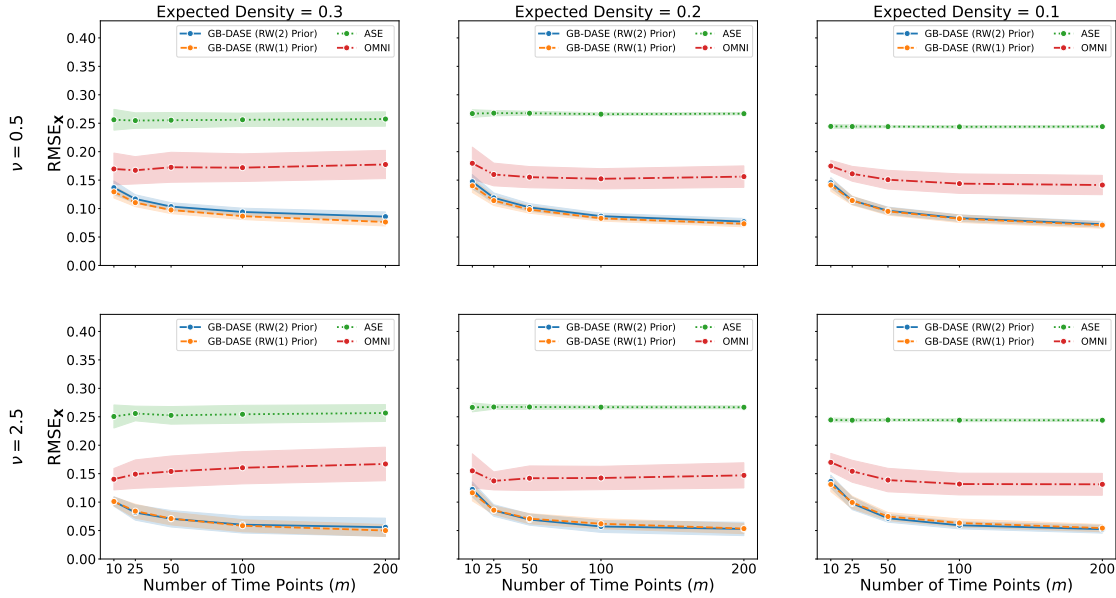 Expected Density = 0.3
Expected Density = 0.2
Expected Density = 0.1
ν = 0.5
RMSE_X
0.40
0.35
0.30
0.25
0.20
0.15
0.10
0.05
0.00
GB-DASE (RW(2) Prior)
GB-DASE (RW(1) Prior)
ASE
OMNI
GB-DASE (RW(2) Prior)
GB-DASE (RW(1) Prior)
ASE
OMNI
GB-DASE (RW(2) Prior)
GB-DASE (RW(1) Prior)
ASE
OMNI
ν = 2.5
RMSE_X
0.40
0.35
0.30
0.25
0.20
0.15
0.10
0.05
0.00
GB-DASE (RW(2) Prior)
GB-DASE (RW(1) Prior)
ASE
OMNI
GB-DASE (RW(2) Prior)
GB-DASE (RW(1) Prior)
ASE
OMNI
GB-DASE (RW(2) Prior)
GB-DASE (RW(1) Prior)
ASE
OMNI
10 25 50 100 200
10 25 50 100 200
10 25 50 100 200
Number of Time Points (m)
Number of Time Points (m)
Number of Time Points (m)